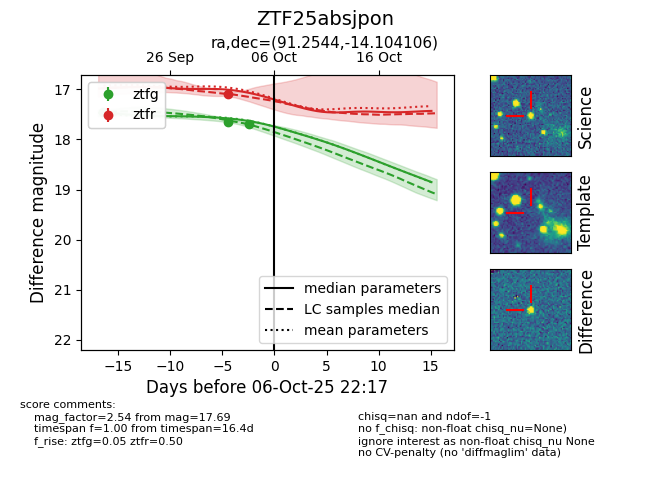 ZTF25absjpon
ra,dec=(91.2544,-14.104106)
26 Sep 06 Oct 16 Oct
ztfg
ztfr
17
18
19
20
21
22
Difference magnitude
median parameters
LC samples median
mean parameters
−15 −10 −5 0 5 10 15
Days before 06-Oct-25 22:17
Science
Template
Difference
score comments:
mag_factor=2.54 from mag=17.69
timespan f=1.00 from timespan=16.4d
f_rise: ztfg=0.05 ztfr=0.50
chisq=nan and ndof=-1
no f_chisq: non-float chisq_nu=None)
ignore interest as non-float chisq_nu None
no CV-penalty (no 'diffmaglim' data)